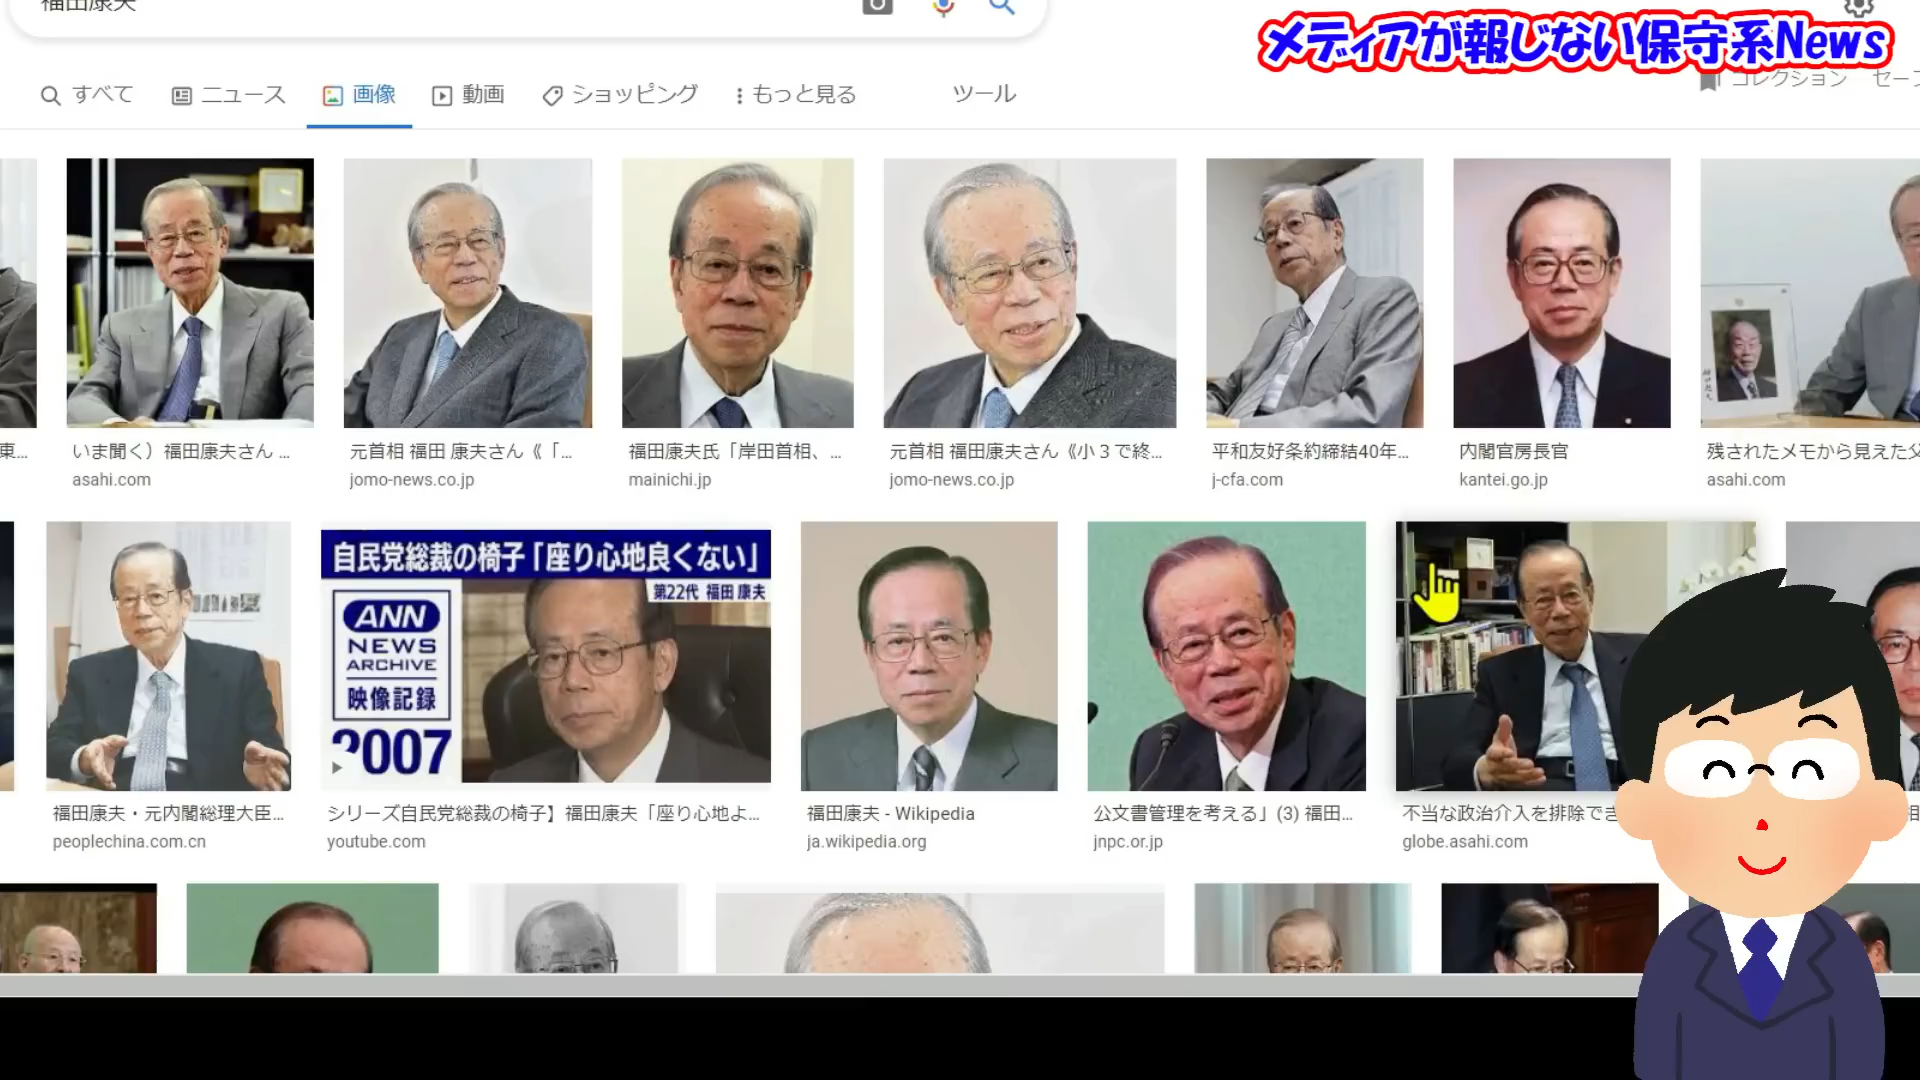 福田康夫
メディアが報じない保守系News
すべて
ニュース
画像
動画
ショッピング
もっと見る
ツール
コレクション
セーフ
東...
いま聞く）福田康夫さん ...
asahi.com
元首相 福田 康夫さん《「...
jomo-news.co.jp
福田康夫氏「岸田首相、...
mainichi.jp
元首相 福田康夫さん《小３で終...
jomo-news.co.jp
平和友好条約締結40年...
j-cfa.com
内閣官房長官
kantei.go.jp
残されたメモから見えた父
asahi.com
自民党総裁の椅子「座り心地良くない」
第22代 福田 康夫
ANN
NEWS
ARCHIVE
映像記録
2007
福田康夫・元内閣総理大臣...
peoplechina.com.cn
シリーズ自民党総裁の椅子】福田康夫「座り心地よ...
youtube.com
福田康夫 - Wikipedia
ja.wikipedia.org
公文書管理を考える」(3) 福田...
jnpc.or.jp
不当な政治介入を排除でき
globe.asahi.com
相